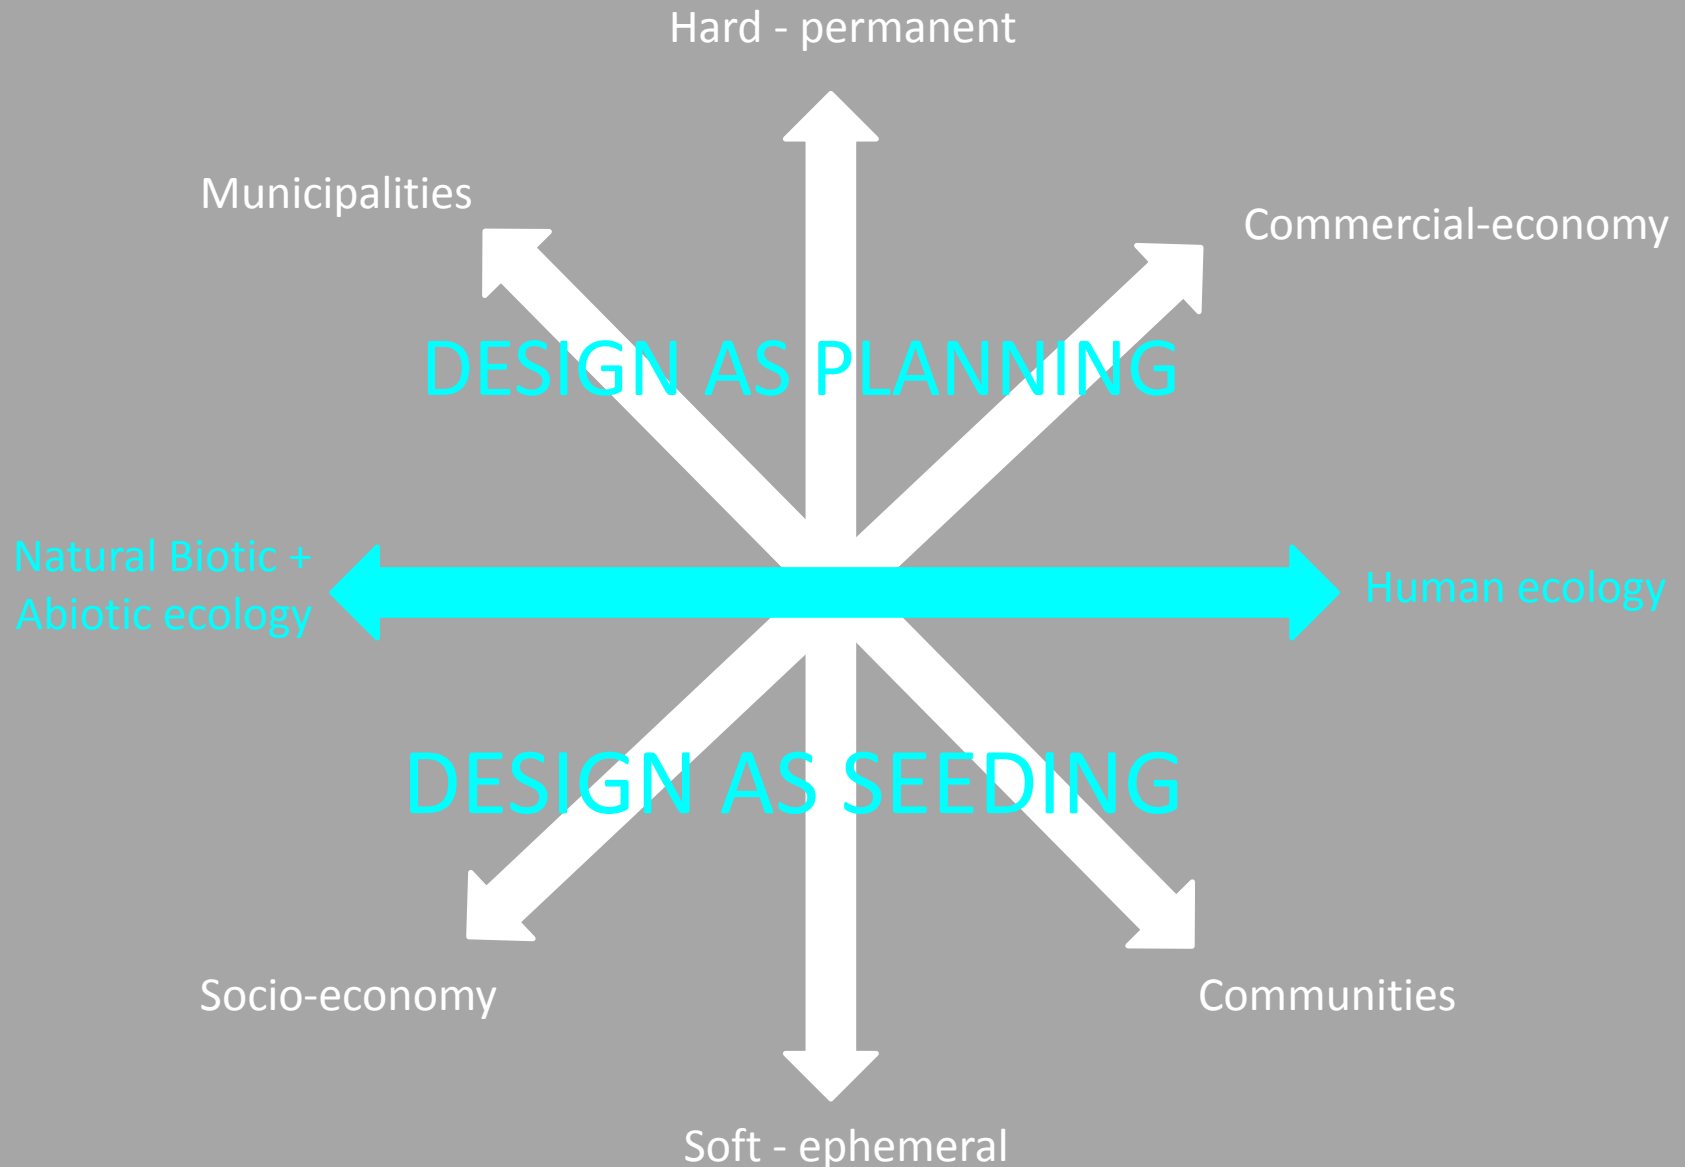 Hard - permanent
Municipalities
Commercial-economy
DESIGN AS PLANNING
Natural Biotic +
Abiotic ecology
Human ecology
DESIGN AS SEEDING
Socio-economy
Communities
Soft - ephemeral